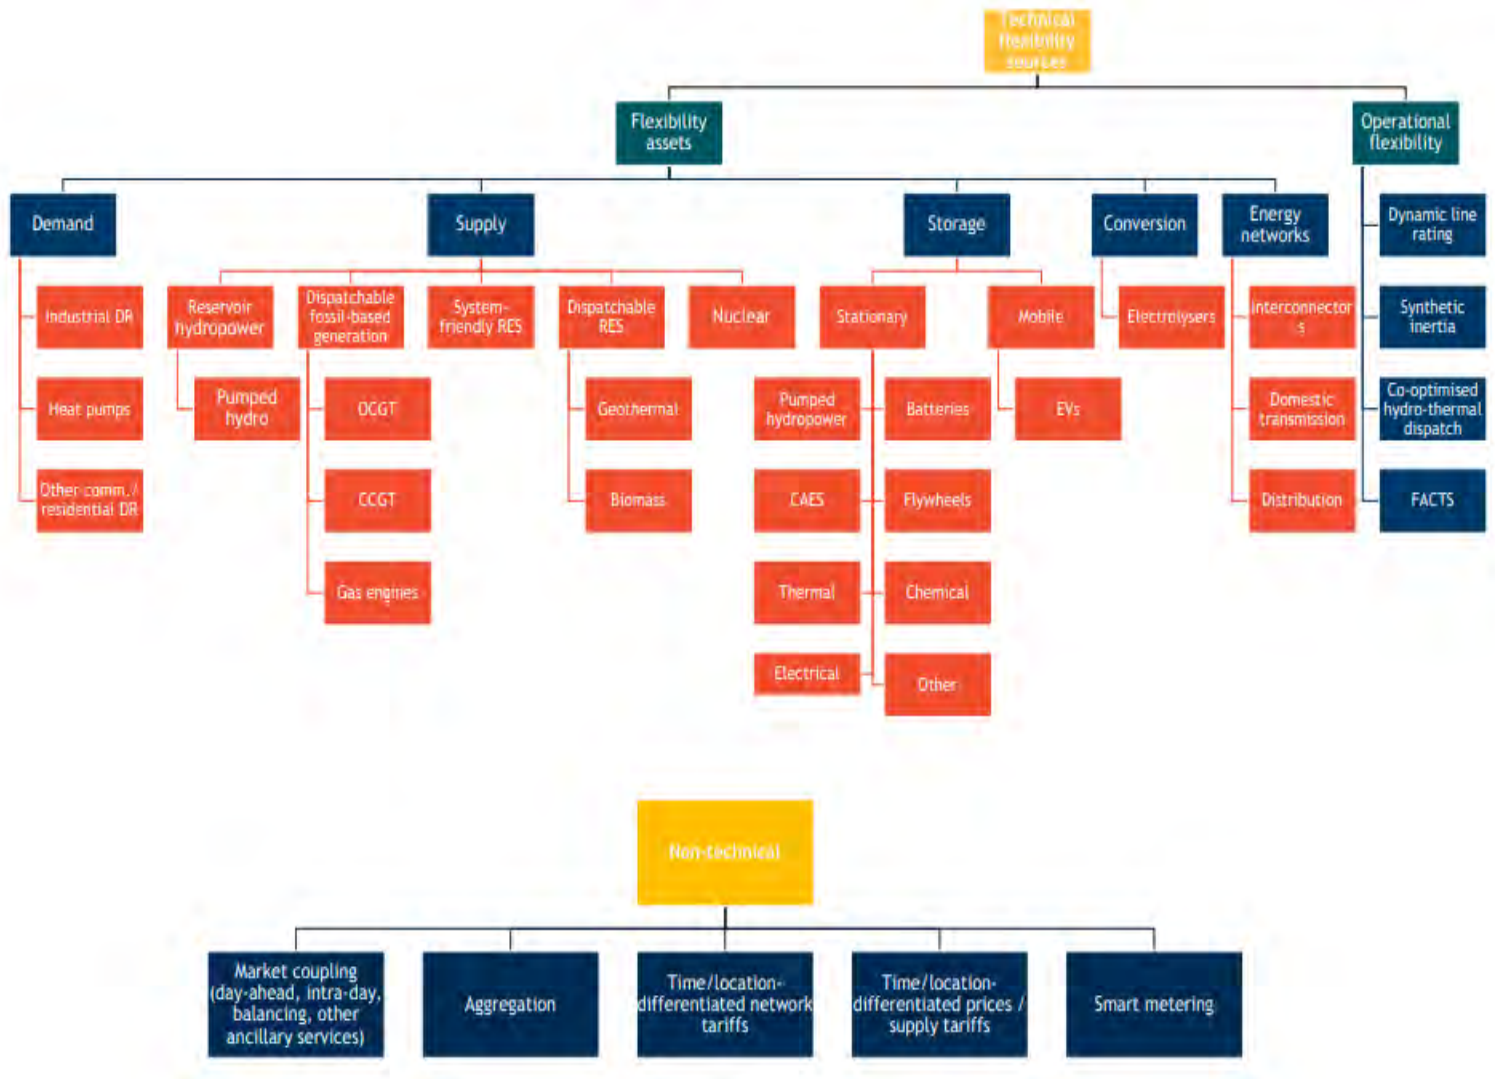 Technical
flexibility
sources
Flexibility
assets
Operational
flexibility
Demand
Supply
Storage
Conversion
Energy
networks
Dynamic line
rating
Industrial DR
Reservoir
hydropower
Dispatchable
fossil-based
generation
System-
friendly RES
Dispatchable
RES
Nuclear
Stationary
Mobile
Electrolysers
Interconnector
s
Synthetic
inertia
Heat pumps
Pumped
hydro
OCGT
Geothermal
Pumped
hydropower
Batteries
EVs
Domestic
transmission
Co-optimised
hydro-thermal
dispatch
Other comm./
residential DR
CCGT
Biomass
CAES
Flywheels
Distribution
FACTS
Gas engines
Thermal
Chemical
Electrical
Other
Non-technical
Market coupling
(day-ahead, intra-day,
balancing, other
ancillary services)
Aggregation
Time/location-
differentiated network
tariffs
Time/location-
differentiated prices /
supply tariffs
Smart metering